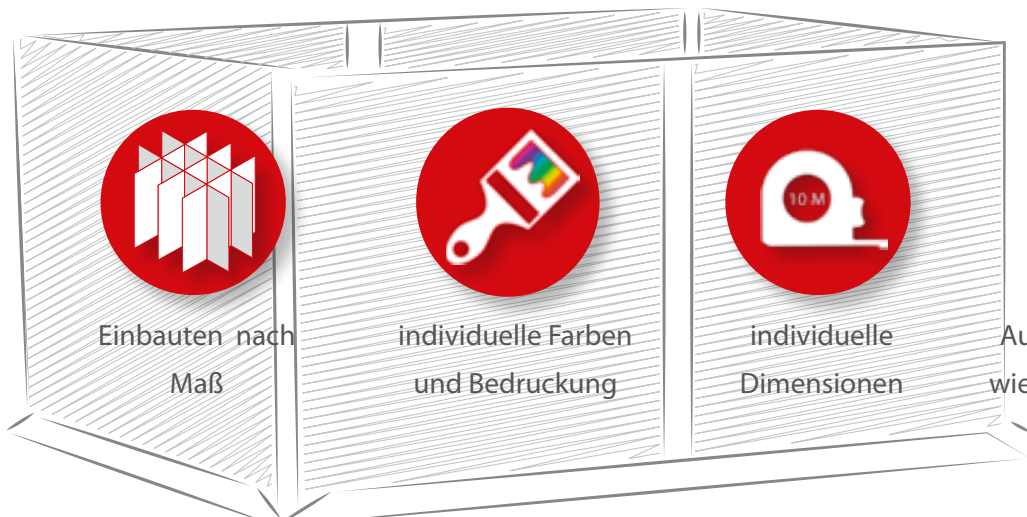 10 M
Einbauten nach
Maß
individuelle Farben
und Bedruckung
individuelle
Dimensionen